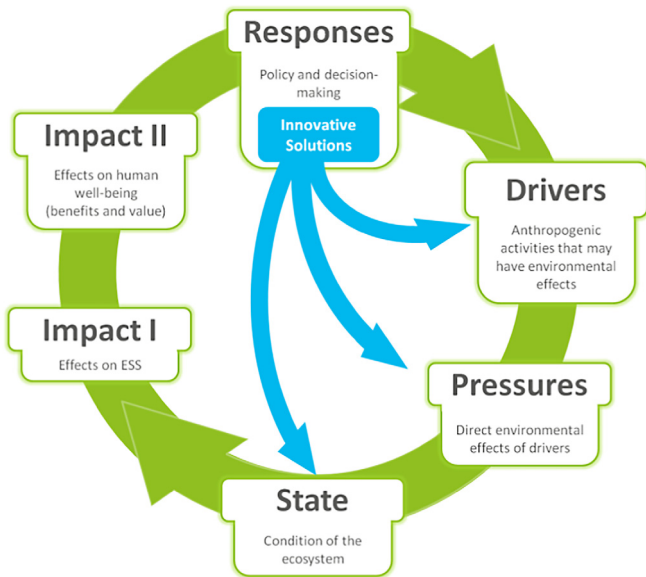 Responses
Policy and decision-
making
Innovative
Solutions
Drivers
Anthropogenic
activities that may
have environmental
effects
Pressures
Direct environmental
effects of drivers
State
Condition of the
ecosystem
Impact I
Effects on ESS
Impact II
Effects on human
well-being
(benefits and value)